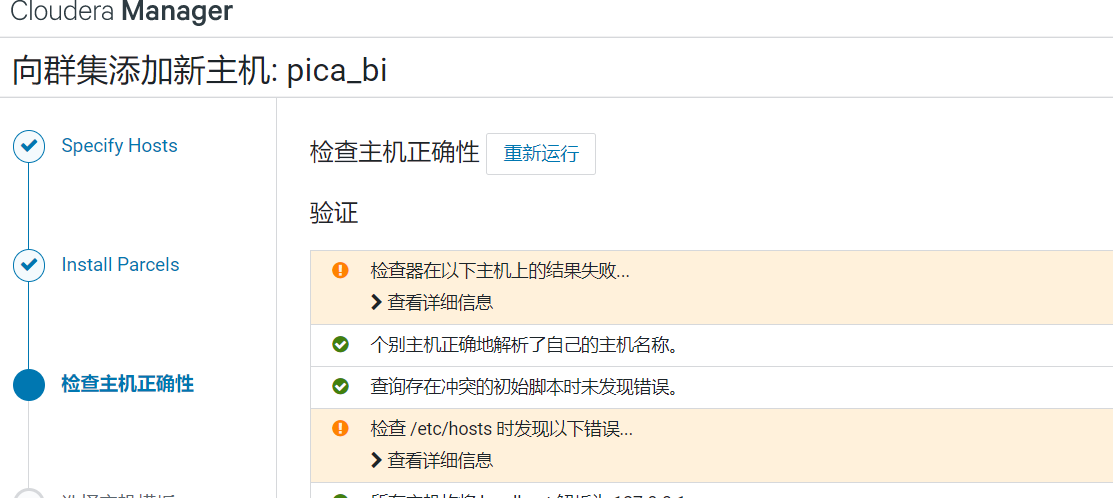 Cloudera Manager
向群集添加新主机: pica_bi
Specify Hosts
Install Parcels
检查主机正确性
检查主机正确性 重新运行
验证
检查器在以下主机上的结果失败...
查看详细信息
个别主机正确地解析了自己的主机名称。
查询存在冲突的初始脚本时未发现错误。
检查 /etc/hosts 时发现以下错误...
查看详细信息